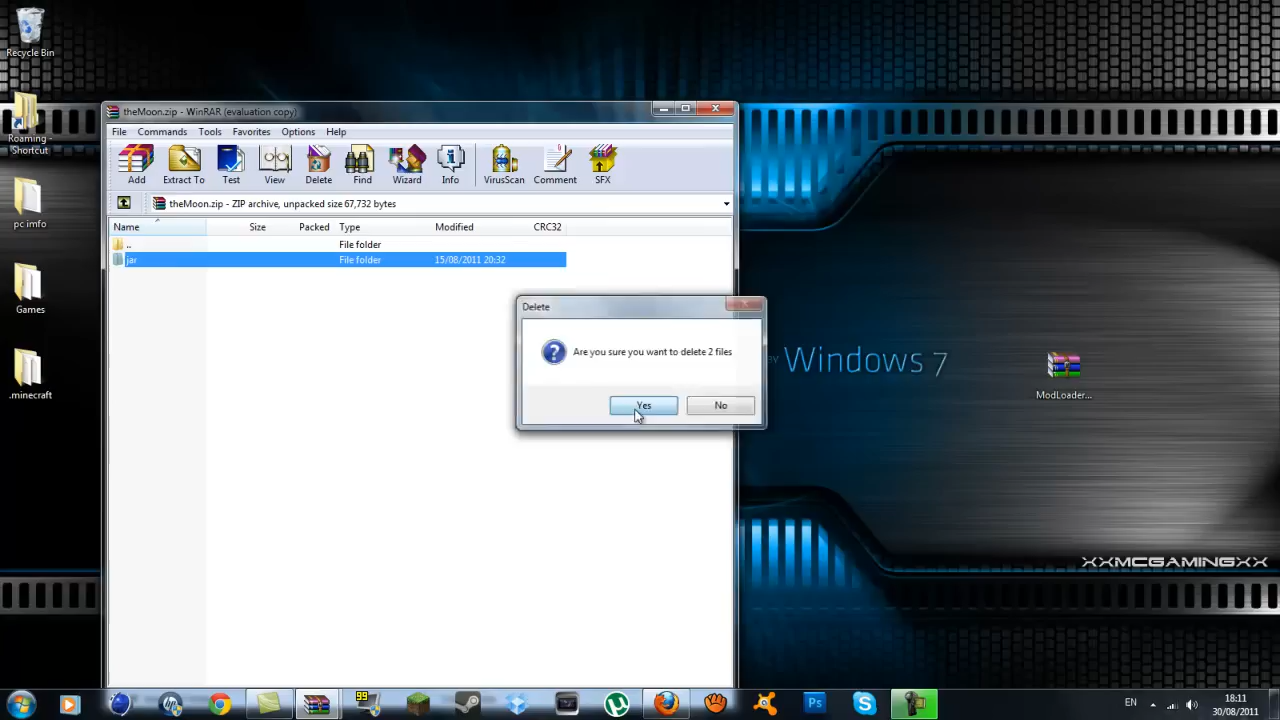 Recycle Bin
Roaming -
Shortcut
pc imfo
Games
.minecraft
theMoon.zip - WinRAR (evaluation copy)
File Commands Tools Favorites Options Help
Add Extract To Test View Delete Find Wizard Info VirusScan Comment SFX
theMoon.zip - ZIP archive, unpacked size 67,732 bytes
Name Size Packed Type Modified CRC32
.. File folder
jar File folder 15/08/2011 20:32
Delete
Are you sure you want to delete 2 files
Yes No
BY Windows 7
ModLoader...
XXMCGAMINGXX
99
Ps
EN
18:11
30/08/2011